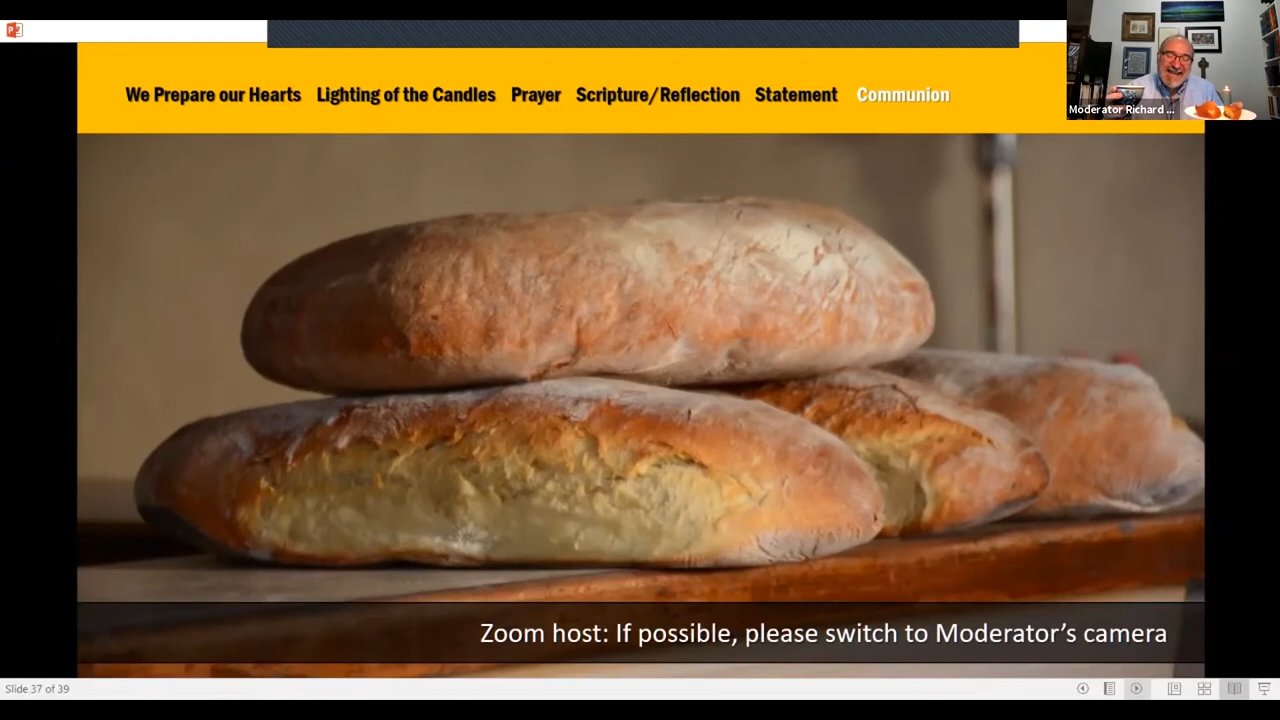 We Prepare our Hearts Lighting of the Candles Prayer Scripture/Reflection Statement Communion
Moderator Richard ...
Zoom host: If possible, please switch to Moderator's camera
Slide 37 of 39